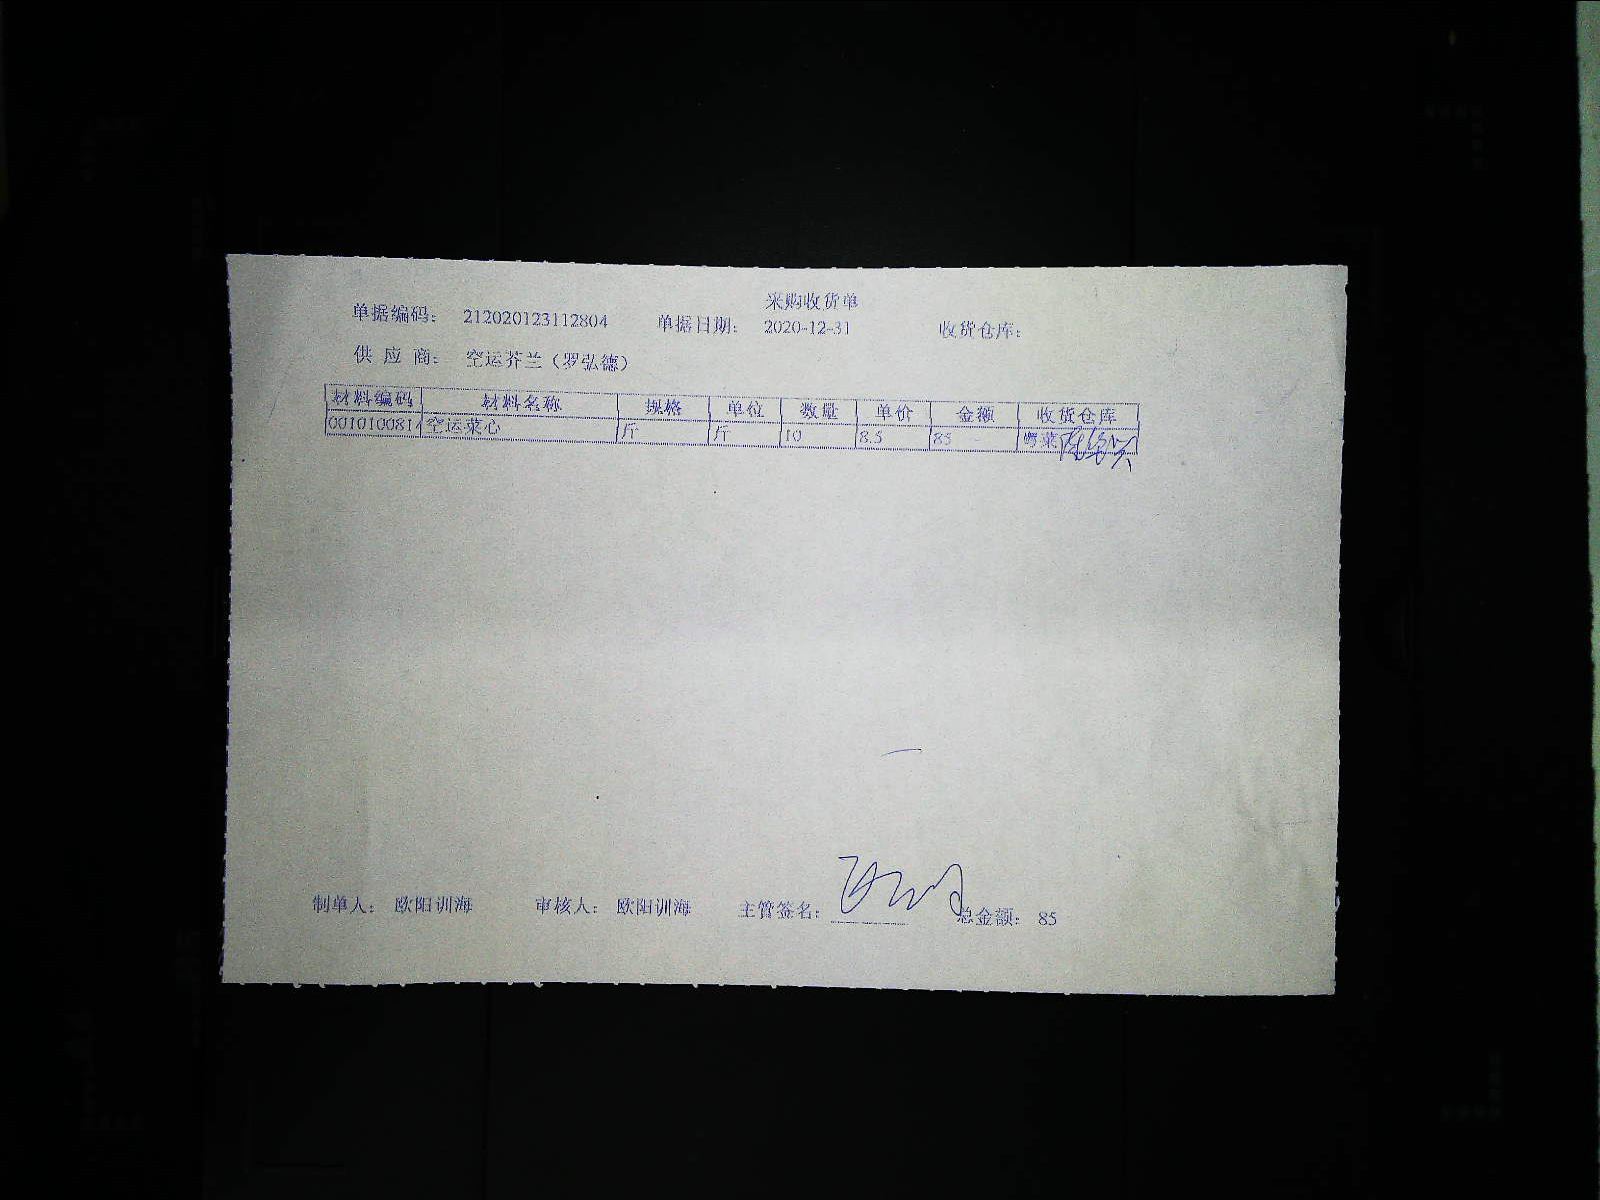 采购收货单
单据编码: 212020123112804 单据日期: 2020-12-31 收货仓库:
供 应 商: 空运芥兰（罗弘德）
材料编码 材料名称 规格 单位 数量 单价 金额 收货仓库
0010100814 空运菜心 斤 斤 10 8.5 85 粤菜
制单人: 欧阳训海 审核人: 欧阳训海 主管签名: 总金额: 85